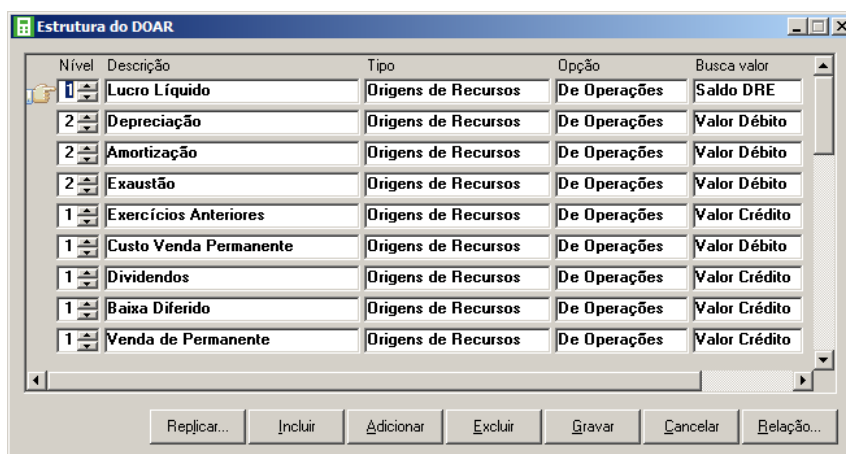 Estrutura do DOAR
Nível Descrição Tipo Opção Busca valor
1 Lucro Líquido Origens de Recursos De Operações Saldo DRE
2 Depreciação Origens de Recursos De Operações Valor Débito
2 Amortização Origens de Recursos De Operações Valor Débito
2 Exaustão Origens de Recursos De Operações Valor Débito
1 Exercícios Anteriores Origens de Recursos De Operações Valor Crédito
1 Custo Venda Permanente Origens de Recursos De Operações Valor Débito
1 Dividendos Origens de Recursos De Operações Valor Crédito
1 Baixa Diferido Origens de Recursos De Operações Valor Crédito
1 Venda de Permanente Origens de Recursos De Operações Valor Crédito
Replicar... Incluir Adicionar Excluir Gravar Cancelar Relação...